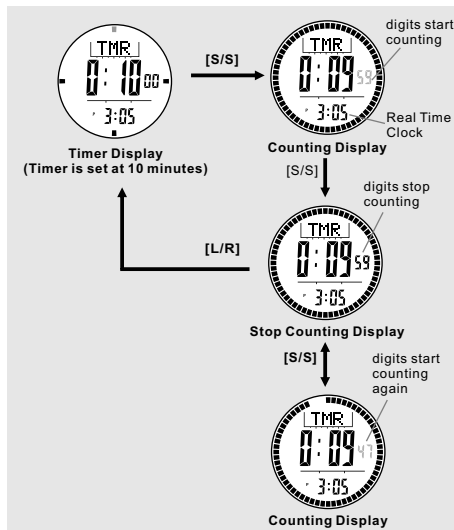 TMR
0: 10 00
P 3:05
Timer Display
(Timer is set at 10 minutes)
[S/S]
TMR
0: 09 59
P 3:05
digits start
counting
Real Time
Clock
Counting Display
[S/S]
digits stop
counting
TMR
0: 09 59
P 3:05
[L/R]
Stop Counting Display
[S/S]
digits start
counting
again
TMR
0: 09 47
P 3:05
Counting Display